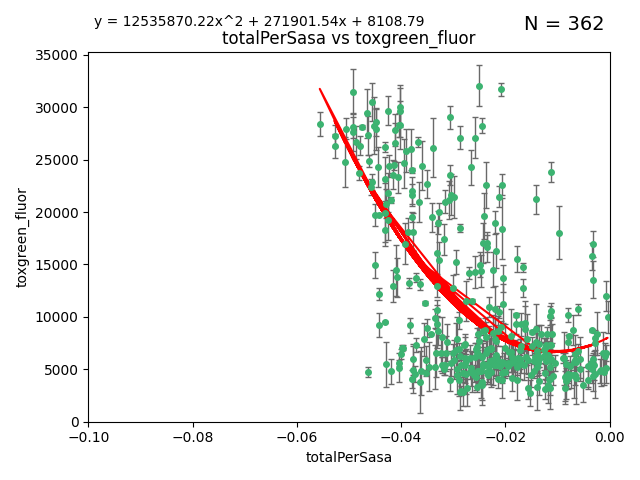 y = 12535870.22x^2 + 271901.54x + 8108.79
N = 362
totalPerSasa vs toxgreen_fluor
35000
30000
25000
20000
15000
10000
5000
0
toxgreen_fluor
−0.10
−0.08
−0.06
−0.04
−0.02
0.00
totalPerSasa